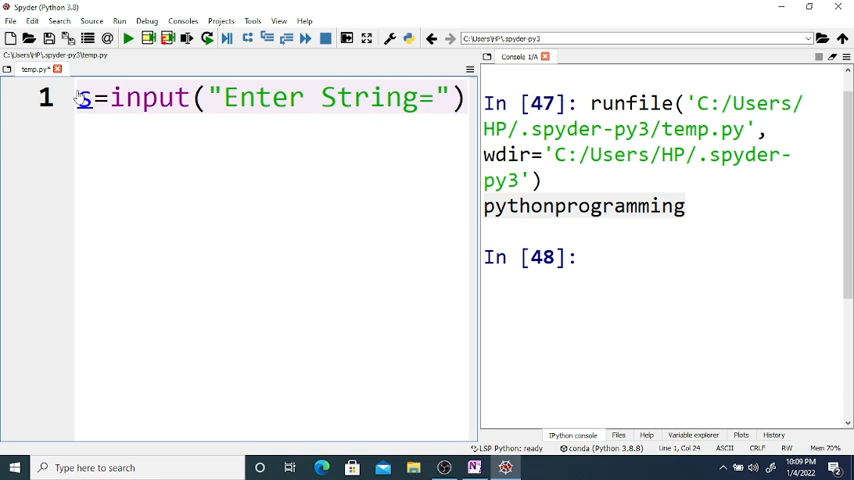 Spyder (Python 3.8)
File Edit Search Source Run Debug Consoles Projects Tools View Help
C:\Users\HP\.spyder-py3
C:\Users\HP\.spyder-py3\temp.py
temp.py*
Console 1/A
1 s=input("Enter String=")
In [47]: runfile('C:/Users/
HP/.spyder-py3/temp.py',
wdir='C:/Users/HP/.spyder-
py3')
pythonprogramming
In [48]:
IPython console Files Help Variable explorer Plots History
LSP Python: ready conda (Python 3.8.8) Line 1, Col 24 ASCII CRLF RW Mem 70%
Type here to search
10:09 PM
1/4/2022
2